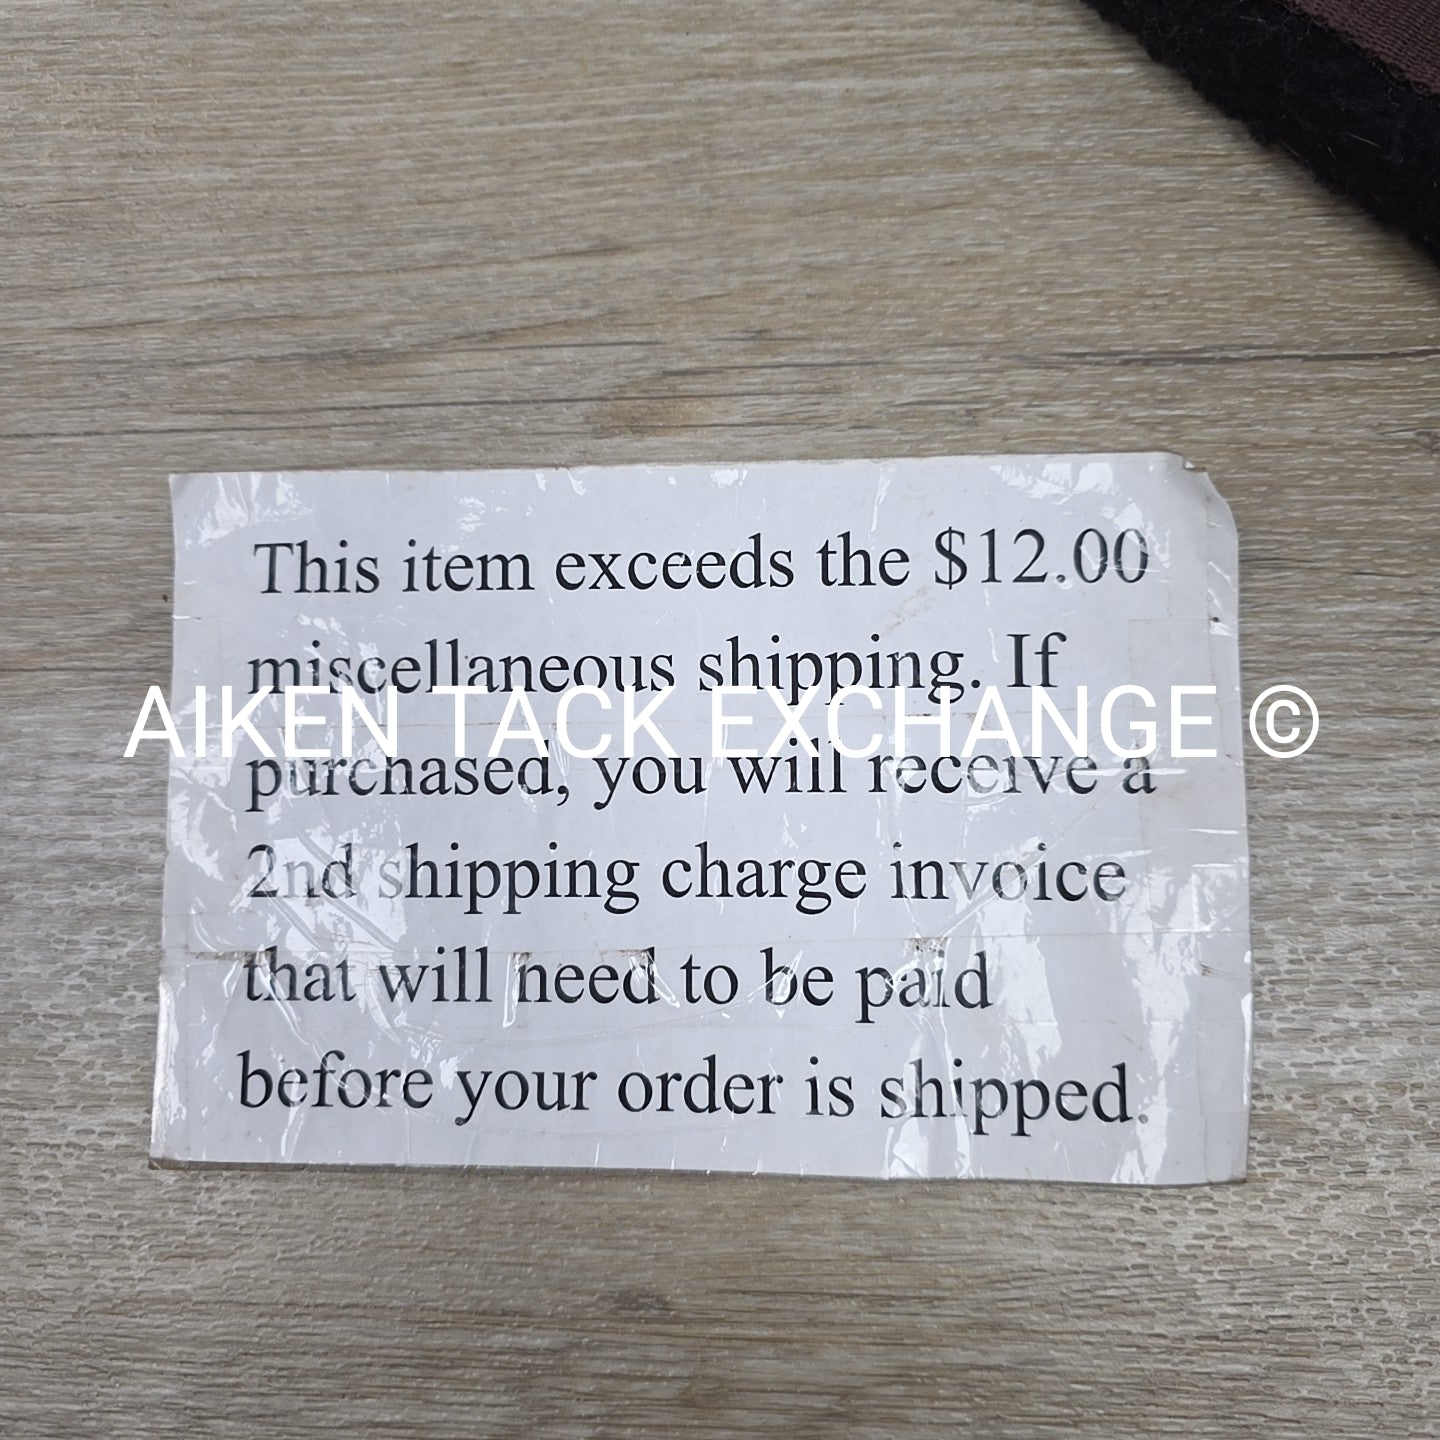 This item exceeds the $12.00
miscellaneous shipping. If
AIKEN TACK EXCHANGE ©
purchased, you will receive a
2nd shipping charge invoice
that will need to be paid
before your order is shipped.